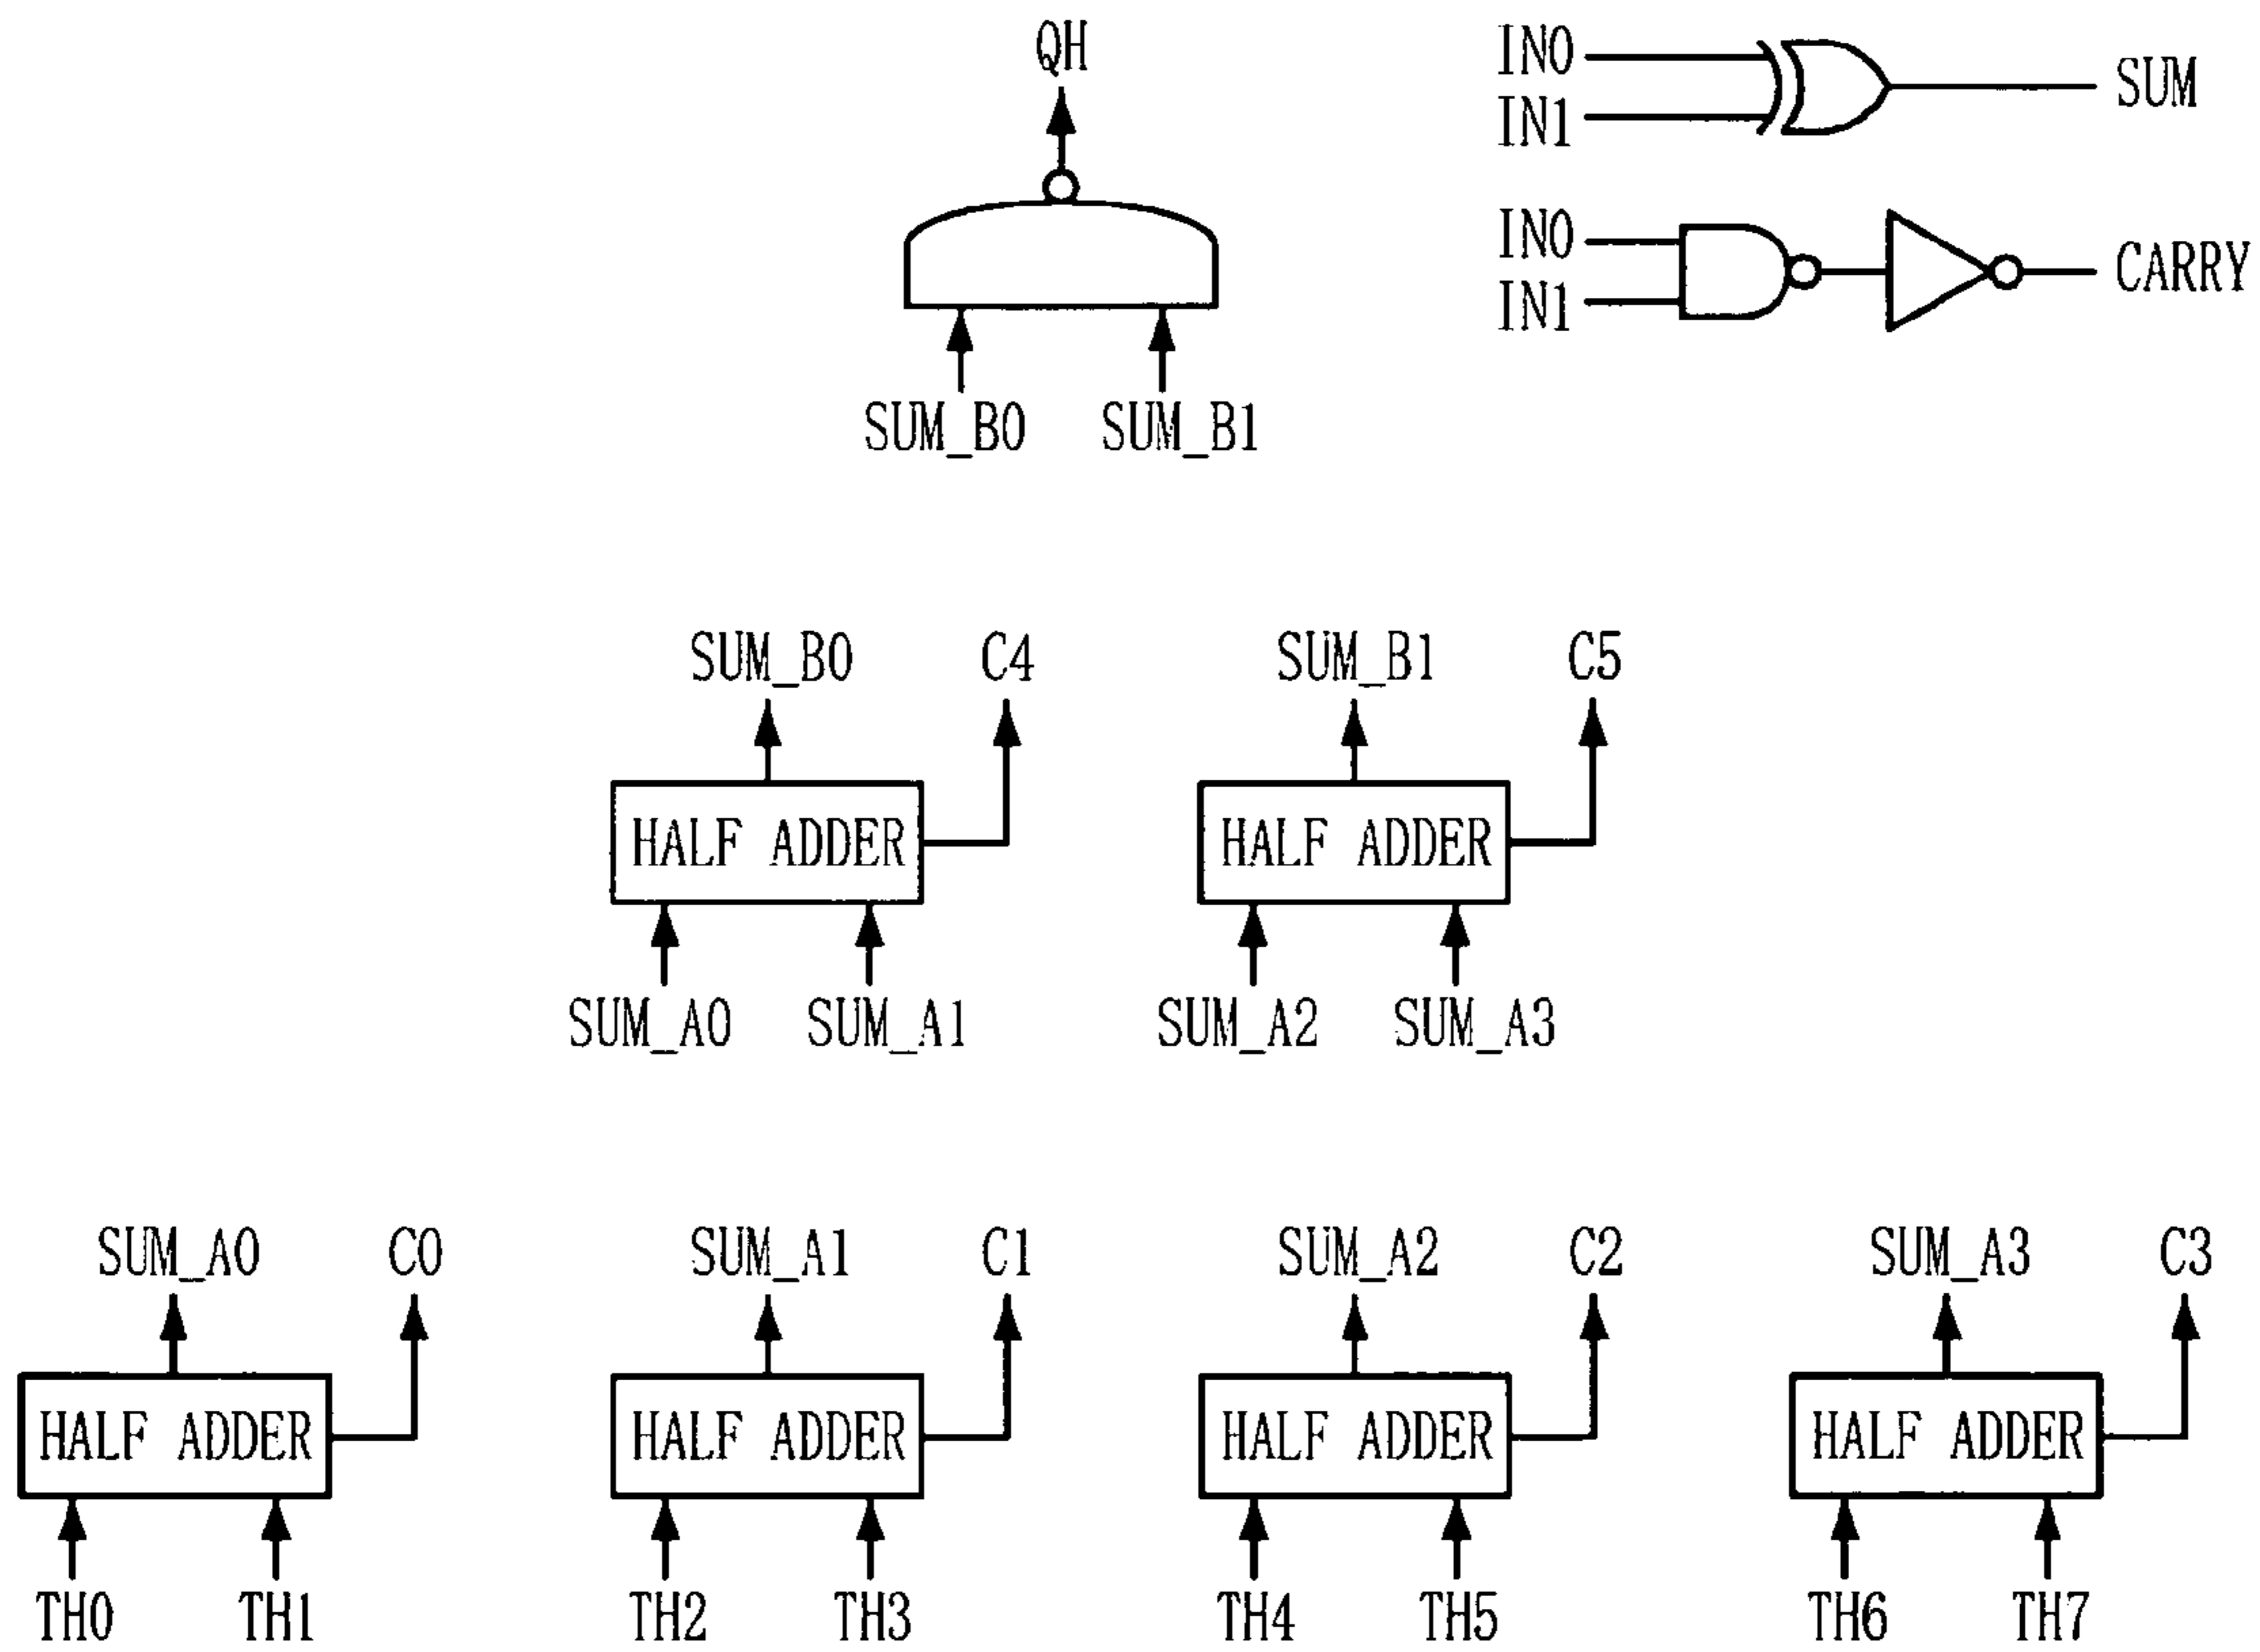 QH
IN0
IN1
SUM
IN0
IN1
CARRY
SUM_B0 SUM_B1
SUM_B0 C4 SUM_B1 C5
HALF ADDER HALF ADDER
SUM_A0 SUM_A1 SUM_A2 SUM_A3
SUM_A0 C0 SUM_A1 C1 SUM_A2 C2 SUM_A3 C3
HALF ADDER HALF ADDER HALF ADDER HALF ADDER
TH0 TH1 TH2 TH3 TH4 TH5 TH6 TH7